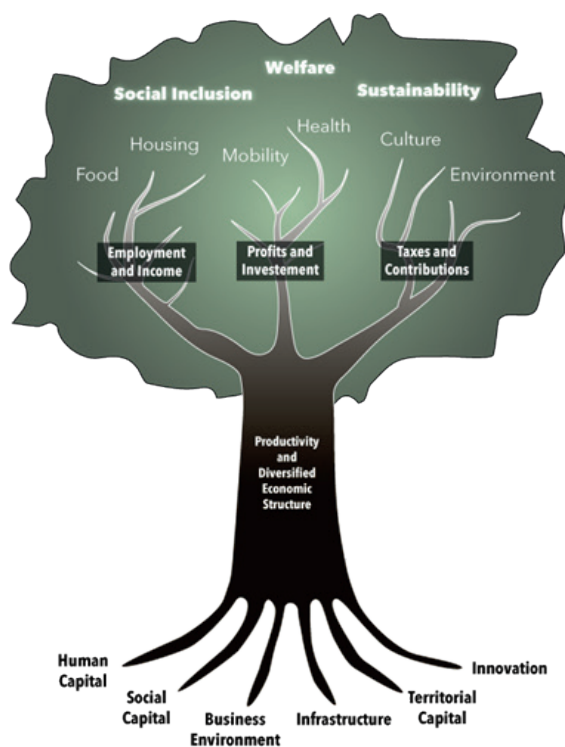 Welfare
Social Inclusion
Sustainability
Health
Housing
Mobility
Culture
Food
Environment
Employment
and Income
Profits and
Investement
Taxes and
Contributions
Productivity
and
Diversified
Economic
Structure
Human
Capital
Social
Capital
Business
Environment
Infrastructure
Territorial
Capital
Innovation